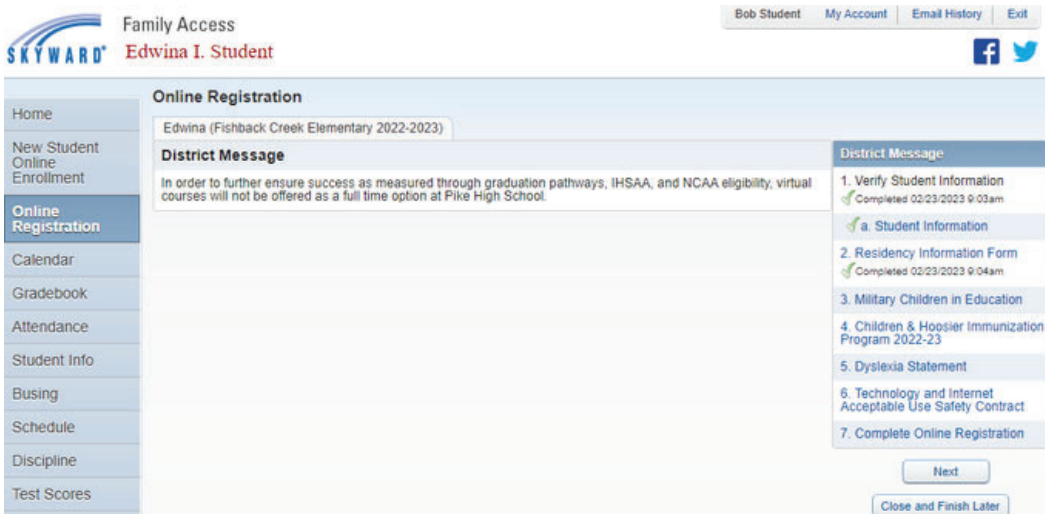 Bob Student My Account Email History Exit
SKYWARD®
Family Access
Edwina I. Student
Home
New Student
Online
Enrollment
Online
Registration
Calendar
Gradebook
Attendance
Student Info
Busing
Schedule
Discipline
Test Scores
Online Registration
Edwina (Fishback Creek Elementary 2022-2023)
District Message
In order to further ensure success as measured through graduation pathways, IHSAA, and NCAA eligibility, virtual
courses will not be offered as a full time option at Pike High School.
District Message
1. Verify Student Information
Completed 02/23/2023 9:03am
a. Student Information
2. Residency Information Form
Completed 02/23/2023 9:04am
3. Military Children in Education
4. Children & Hoosier Immunization
Program 2022-23
5. Dyslexia Statement
6. Technology and Internet
Acceptable Use Safety Contract
7. Complete Online Registration
Next
Close and Finish Later